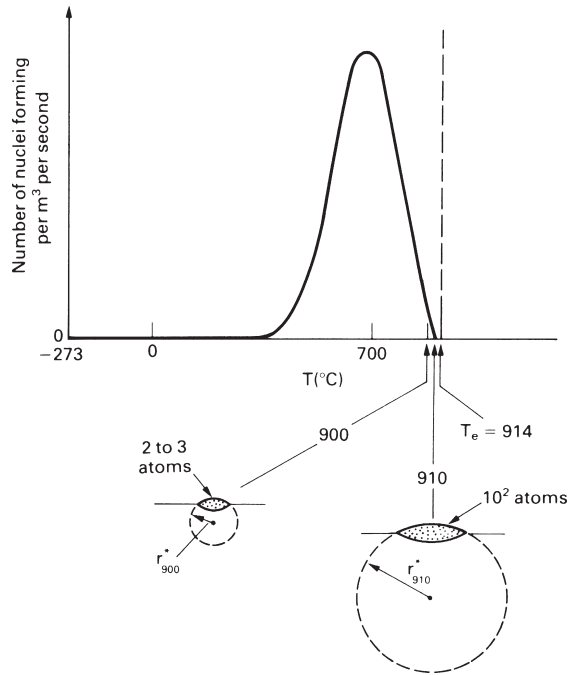 Number of nuclei forming
per m³ per second
0
−273
0
700
T(°C)
900
Tₑ = 914
910
2 to 3
atoms
10² atoms
r*₉₀₀
r*₉₁₀